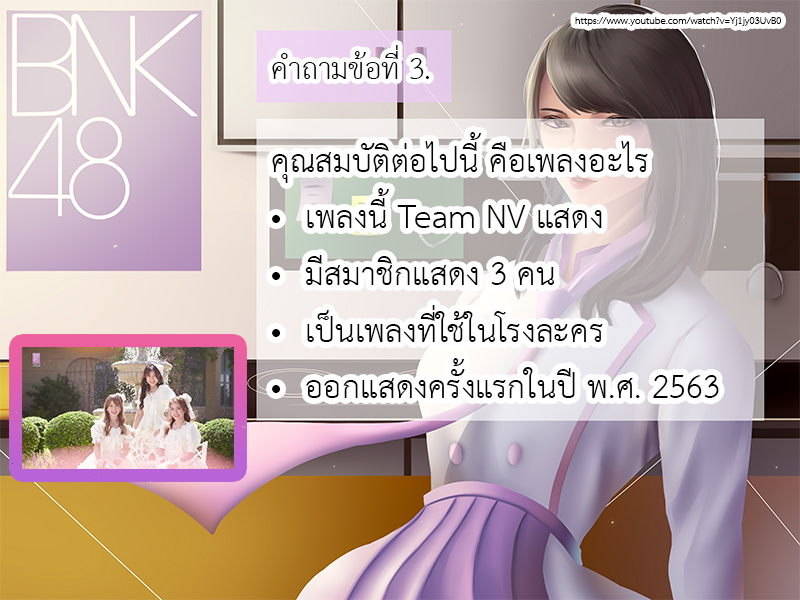 https://www.youtube.com/watch?v=Yj1jy03UvB0
BNK
48
คำถามข้อที่ 3.
คุณสมบัติต่อไปนี้ คือเพลงอะไร
• เพลงนี้ Team NV แสดง
• มีสมาชิกแสดง 3 คน
• เป็นเพลงที่ใช้ในโรงละคร
• ออกแสดงครั้งแรกในปี พ.ศ. 2563